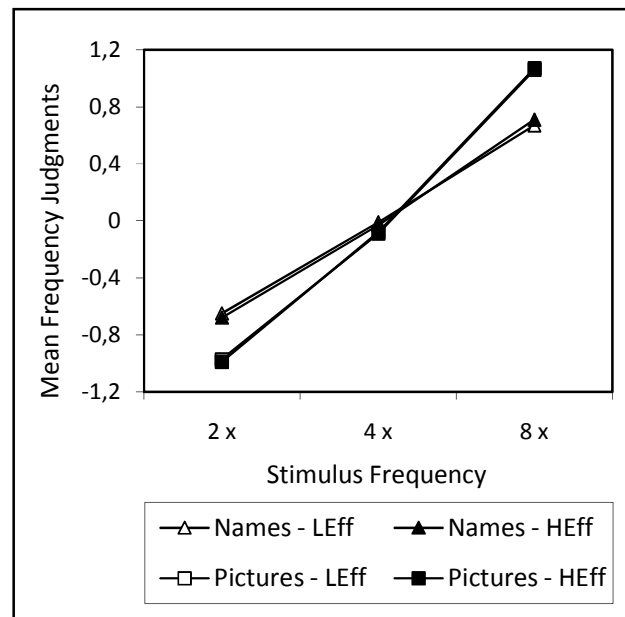 1,2
0,8
0,4
0
-0,4
-0,8
-1,2
Mean Frequency Judgments
2 x 4 x 8 x
Stimulus Frequency
Names - LEff Names - HEff
Pictures - LEff Pictures - HEff